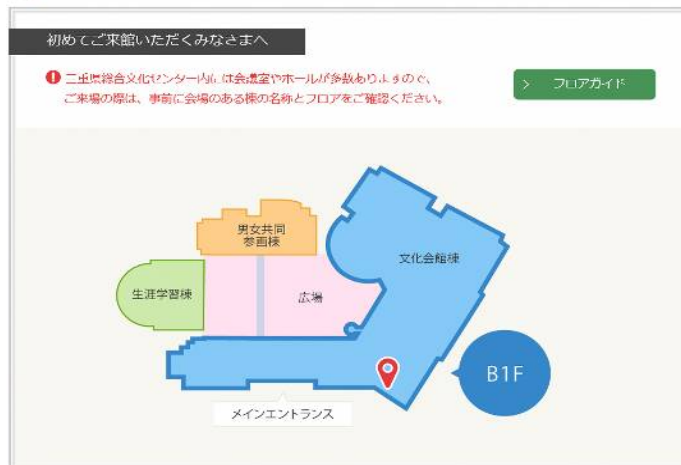 初めてご来館いただくみなさまへ
三重県総合文化センター内には会議室やホールが多数ありますので、
ご来場の際は、事前に会場のある棟の名称とフロアをご確認ください。
フロアガイド
男女共同
参画棟
文化会館棟
生涯学習棟
広場
B1F
メインエントランス